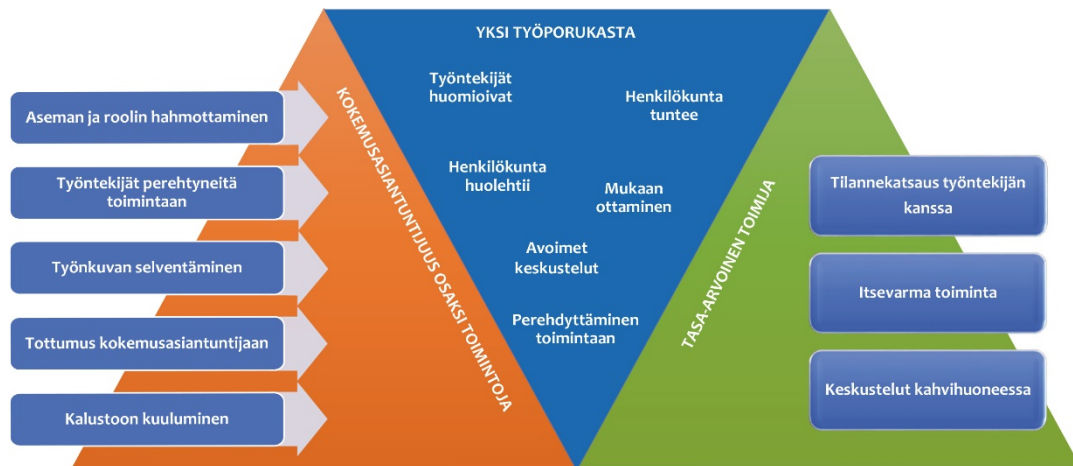 YKSI TYÖPORUKASTA
Työntekijät
huomioivat
Henkilökunta
tuntee
Henkilökunta
huolehtii
Mukaan
ottaminen
Avoimet
keskustelut
Perehdyttäminen
toimintaan
KOKEMUSASIANTUNTIJUUS OSAKSI TOIMINTOJA
Aseman ja roolin hahmottaminen
Työntekijät perehtyneitä
toimintaan
Työnkuvan selventäminen
Tottumus kokemusasiantuntijaan
Kalustoon kuuluminen
TASA-ARVOINEN TOIMIJA
Tilannekatsaus työntekijän
kanssa
Itsevarma toiminta
Keskustelut kahvihuoneessa